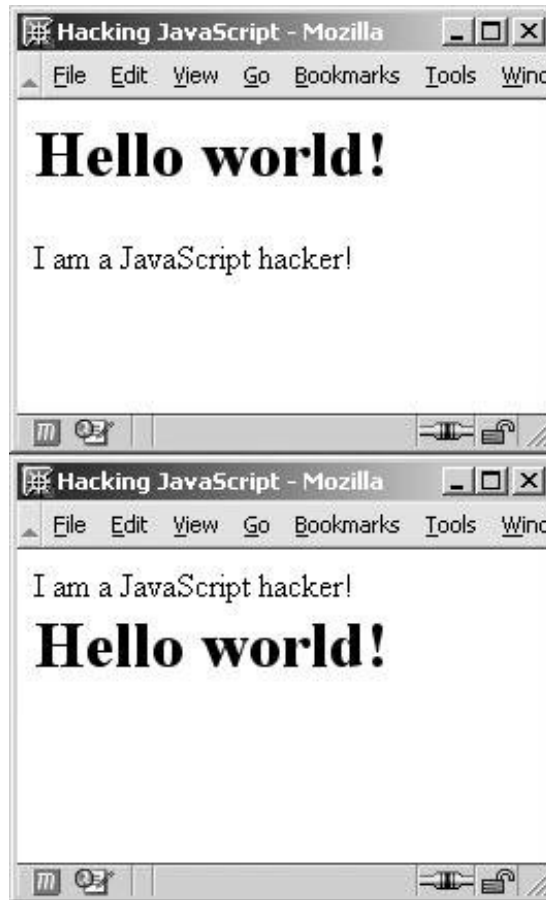 Hacking JavaScript - Mozilla
File Edit View Go Bookmarks Tools
Hello world!
I am a JavaScript hacker!
Hacking JavaScript - Mozilla
File Edit View Go Bookmarks Tools
I am a JavaScript hacker!
Hello world!